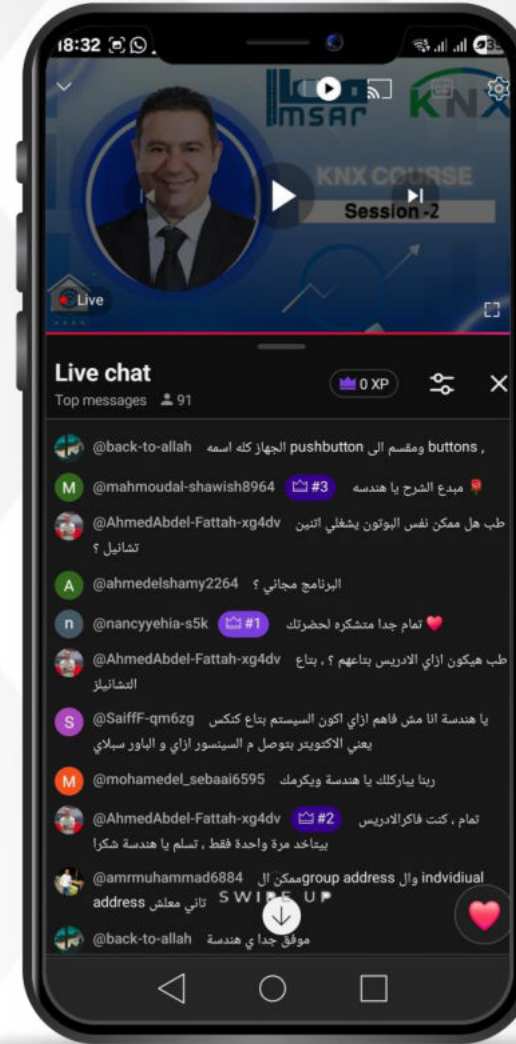 18:32
مسار
IMSAR
KNX
KNX COURSE
Session -2
Live
Live chat
0 XP
Top messages 91
@back-to-allah الجهاز كله اسمه pushbutton ومقسم الى buttons ,
@mahmoudal-shawish8964 #3 مبدع الشرح يا هندسه 🌹
@AhmedAbdel-Fattah-xg4dv طب هل ممكن نفس البوتون يشغلي اتنين
تشانيل ؟
@ahmedelshamy2264 البرنامج مجاني ؟
@nancyyehia-s5k #1 تمام جدا متشكره لحضرتك ❤️
@AhmedAbdel-Fattah-xg4dv طب هيكون ازاي الادريس بتاعهم ؟ ، بتاع
التشانيلز
@SaiffF-qm6zg يا هندسة انا مش فاهم ازاي اكون السيستم بتاع كنكس
يعني الاكتويتر بتوصل م السينسور ازاي و الباور سبلاي
@mohamedel_sebaai6595 ربنا يباركلك يا هندسة ويكرمك
@AhmedAbdel-Fattah-xg4dv #2 تمام ، كنت فاكرالادريس
بيتاخد مرة واحدة فقط ، تسلم يا هندسة شكرا
@amrmuhammad6884 ممكن ال group address وال indvidiual
address تاني معلش
SWIPE UP
@back-to-allah موفق جدا ي هندسة